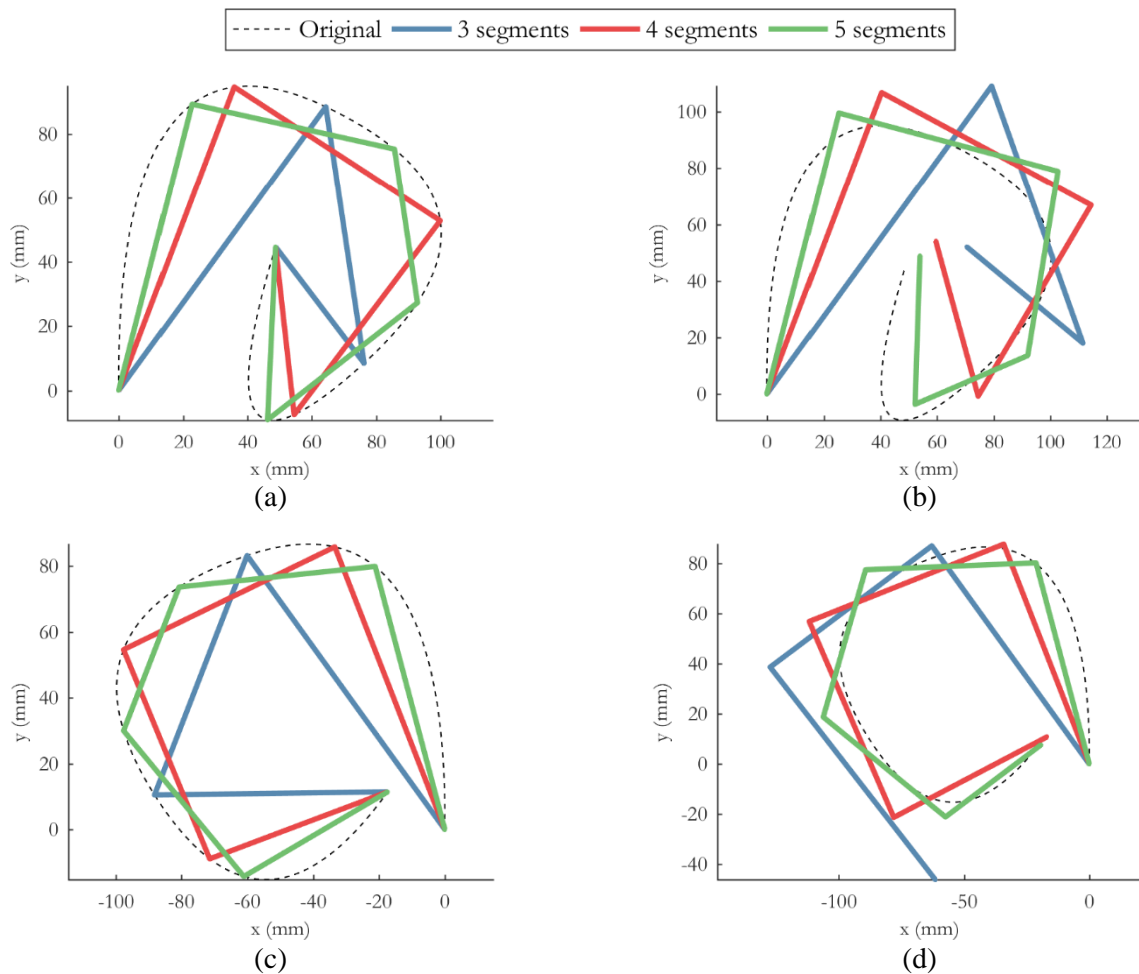 Original 3 segments 4 segments 5 segments
80
60
40
20
0
y (mm)
0 20 40 60 80 100
x (mm)
(a)
100
80
60
40
20
0
y (mm)
0 20 40 60 80 100 120
x (mm)
(b)
80
60
40
20
0
y (mm)
-100 -80 -60 -40 -20 0
x (mm)
(c)
80
60
40
20
0
-20
-40
y (mm)
-100 -50 0
x (mm)
(d)